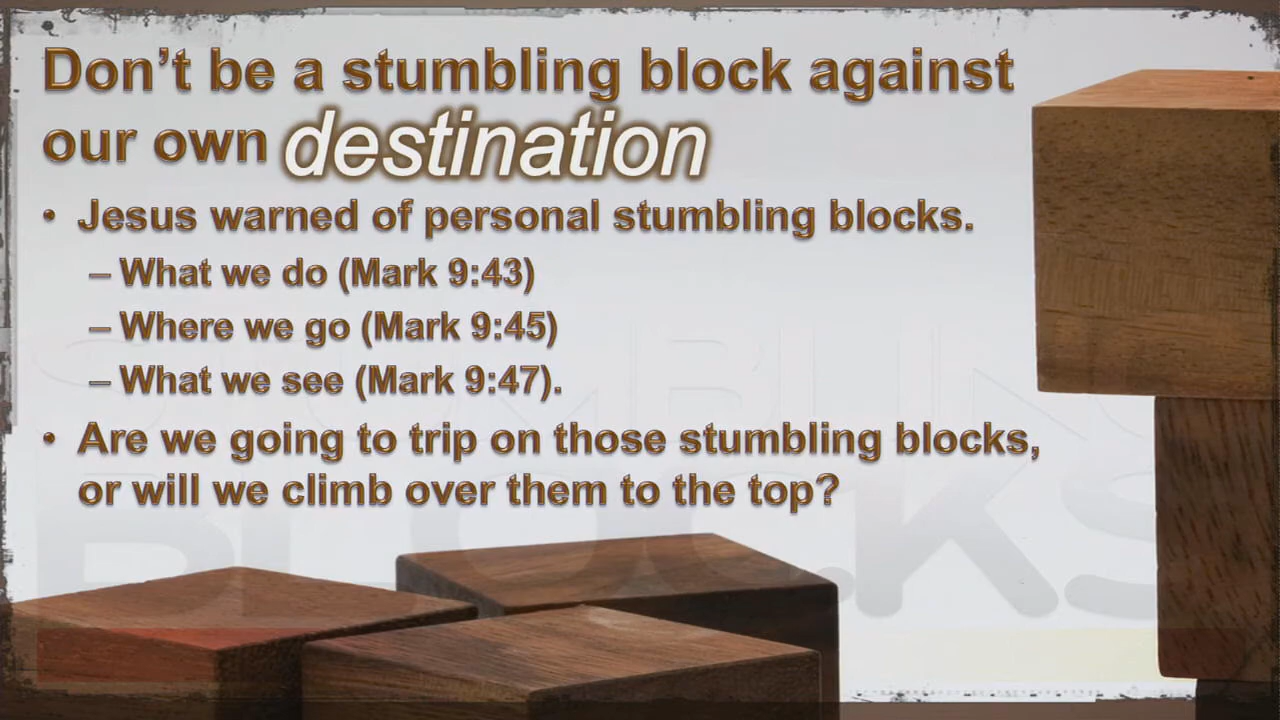 Don’t be a stumbling block against
our own destination
• Jesus warned of personal stumbling blocks.
– What we do (Mark 9:43)
– Where we go (Mark 9:45)
– What we see (Mark 9:47).
• Are we going to trip on those stumbling blocks,
or will we climb over them to the top?
STUMBLING
BLOCKS